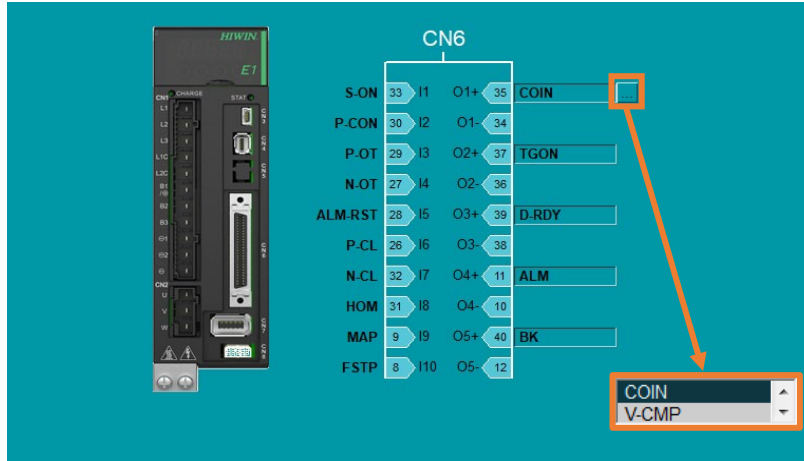 HIWIN
E1
CHARGE
STAT
CN1
L1
L2
L3
L1C
L2C
B1
/⊕
B2
B3
⊖1
⊖2
⊖
CN2
U
V
W
CN6
S-ON 33 I1 O1+ 35 COIN ...
P-CON 30 I2 O1- 34
P-OT 29 I3 O2+ 37 TGON
N-OT 27 I4 O2- 36
ALM-RST 28 I5 O3+ 39 D-RDY
P-CL 26 I6 O3- 38
N-CL 32 I7 O4+ 11 ALM
HOM 31 I8 O4- 10
MAP 9 I9 O5+ 40 BK
FSTP 8 I10 O5- 12
COIN
V-CMP